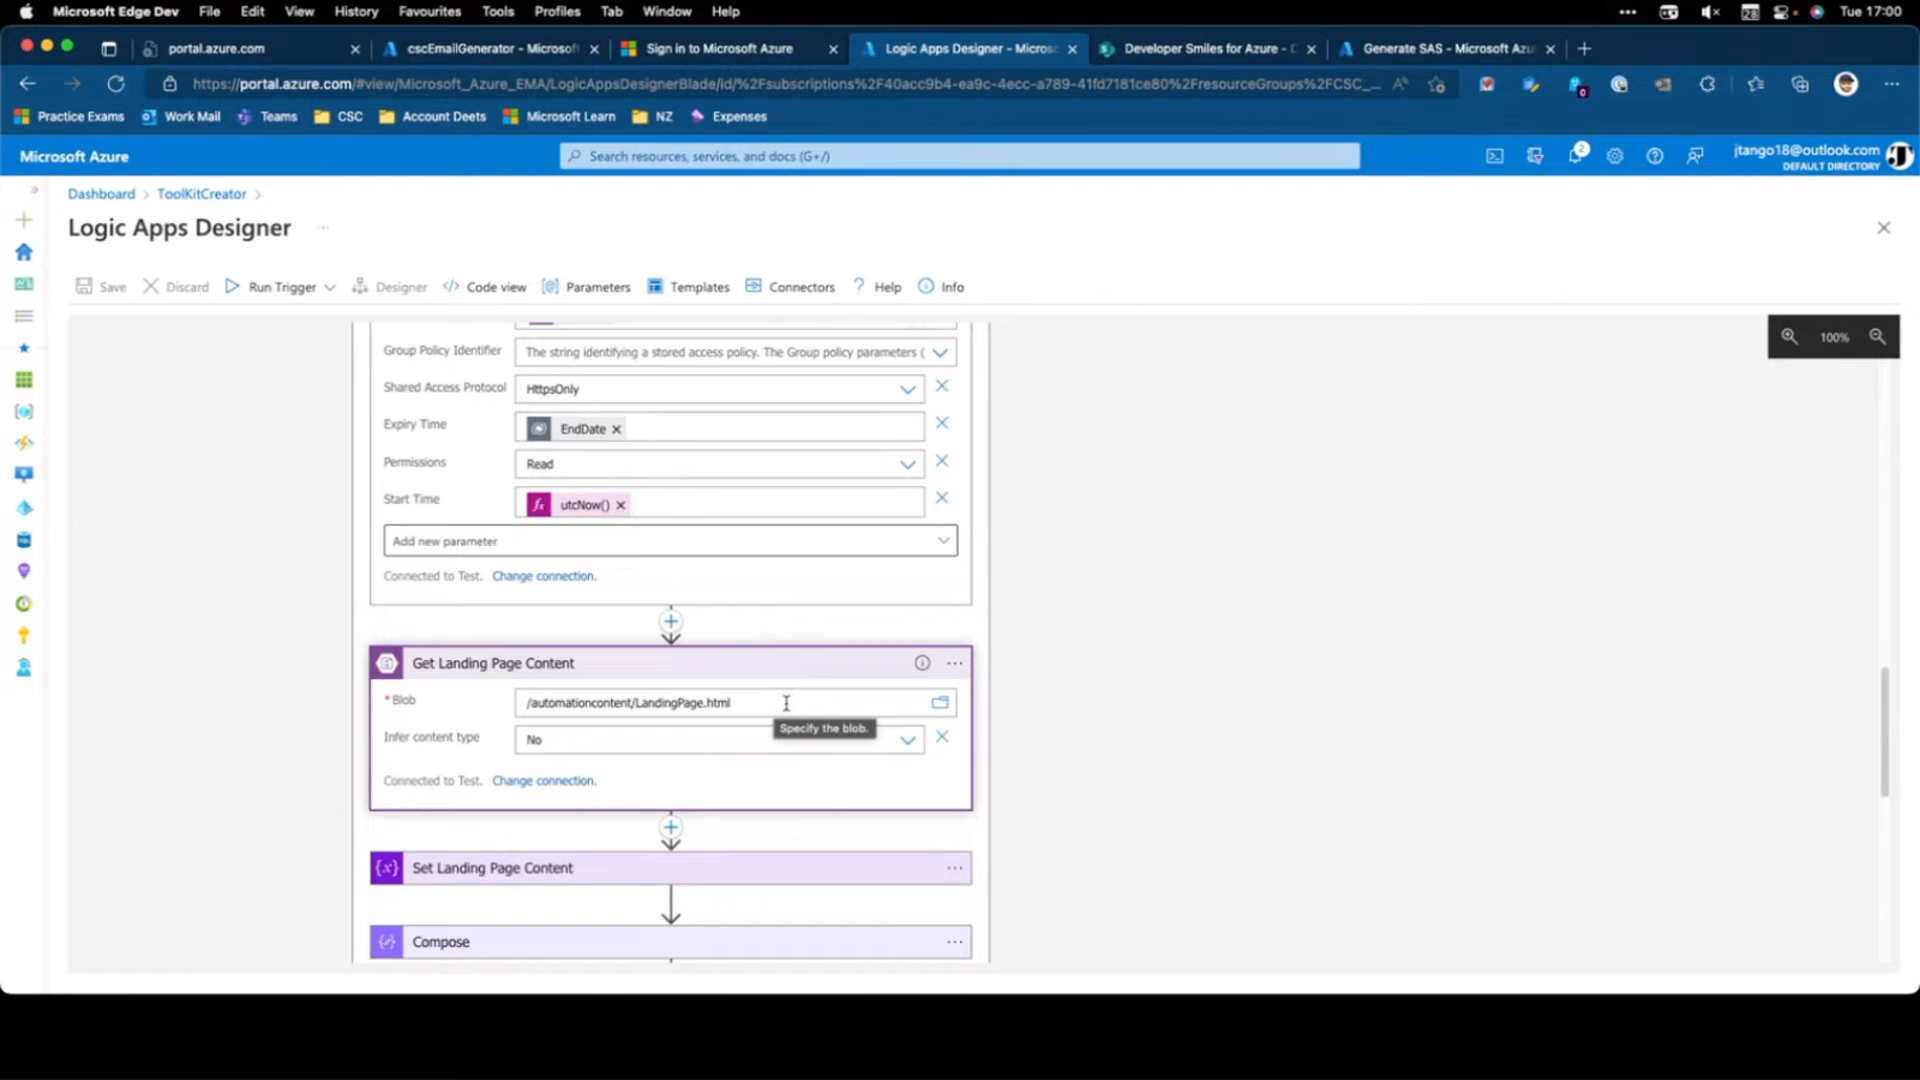 Microsoft Edge Dev File Edit View History Favourites Tools Profiles Tab Window Help
28 Tue 17:00
portal.azure.com
cscEmailGenerator - Microsoft
Sign in to Microsoft Azure
Logic Apps Designer - Micros
Developer Smiles for Azure - C
Generate SAS - Microsoft Azu
https://portal.azure.com/#view/Microsoft_Azure_EMA/LogicAppsDesignerBlade/id/%2Fsubscriptions%2F40acc9b4-ea9c-4ecc-a789-41fd7181ce80%2FresourceGroups%2FCSC_...
Practice Exams Work Mail Teams CSC Account Deets Microsoft Learn NZ Expenses
Microsoft Azure
Search resources, services, and docs (G+/)
2
jtango18@outlook.com
DEFAULT DIRECTORY
Dashboard > ToolKitCreator >
Logic Apps Designer ...
Save Discard Run Trigger Designer Code view Parameters Templates Connectors Help Info
100%
Group Policy Identifier The string identifying a stored access policy. The Group policy parameters (
Shared Access Protocol HttpsOnly
Expiry Time EndDate
Permissions Read
Start Time utcNow()
Add new parameter
Connected to Test. Change connection.
Get Landing Page Content
* Blob /automationcontent/LandingPage.html
Specify the blob.
Infer content type No
Connected to Test. Change connection.
Set Landing Page Content
Compose